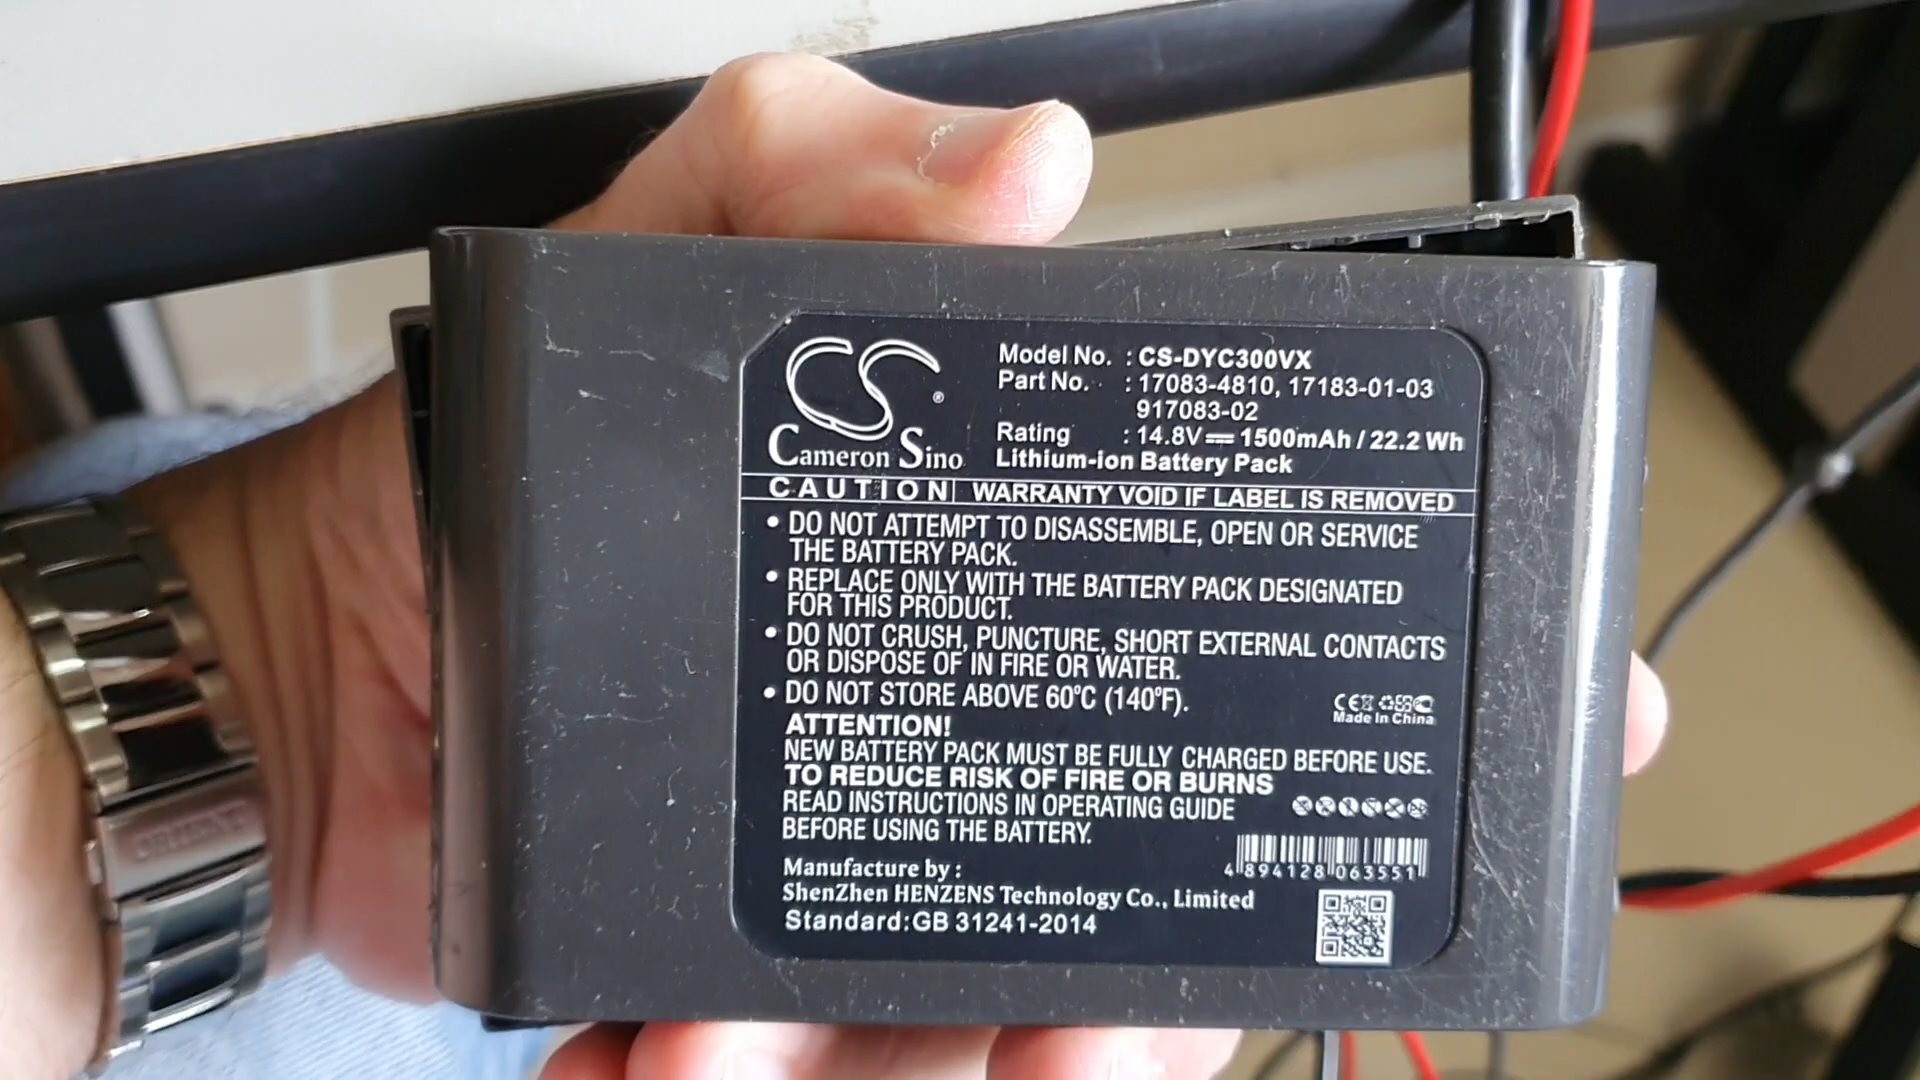 CS®
Cameron Sino
Model No. : CS-DYC300VX
Part No. : 17083-4810, 17183-01-03
917083-02
Rating : 14.8V⎓1500mAh / 22.2 Wh
Lithium-ion Battery Pack
CAUTION WARRANTY VOID IF LABEL IS REMOVED
• DO NOT ATTEMPT TO DISASSEMBLE, OPEN OR SERVICE
THE BATTERY PACK.
• REPLACE ONLY WITH THE BATTERY PACK DESIGNATED
FOR THIS PRODUCT.
• DO NOT CRUSH, PUNCTURE, SHORT EXTERNAL CONTACTS
OR DISPOSE OF IN FIRE OR WATER.
• DO NOT STORE ABOVE 60°C (140°F).
CE
Made In China
ATTENTION!
NEW BATTERY PACK MUST BE FULLY CHARGED BEFORE USE.
TO REDUCE RISK OF FIRE OR BURNS
READ INSTRUCTIONS IN OPERATING GUIDE
BEFORE USING THE BATTERY.
4 894128 063551
Manufacture by :
ShenZhen HENZENS Technology Co., Limited
Standard:GB 31241-2014